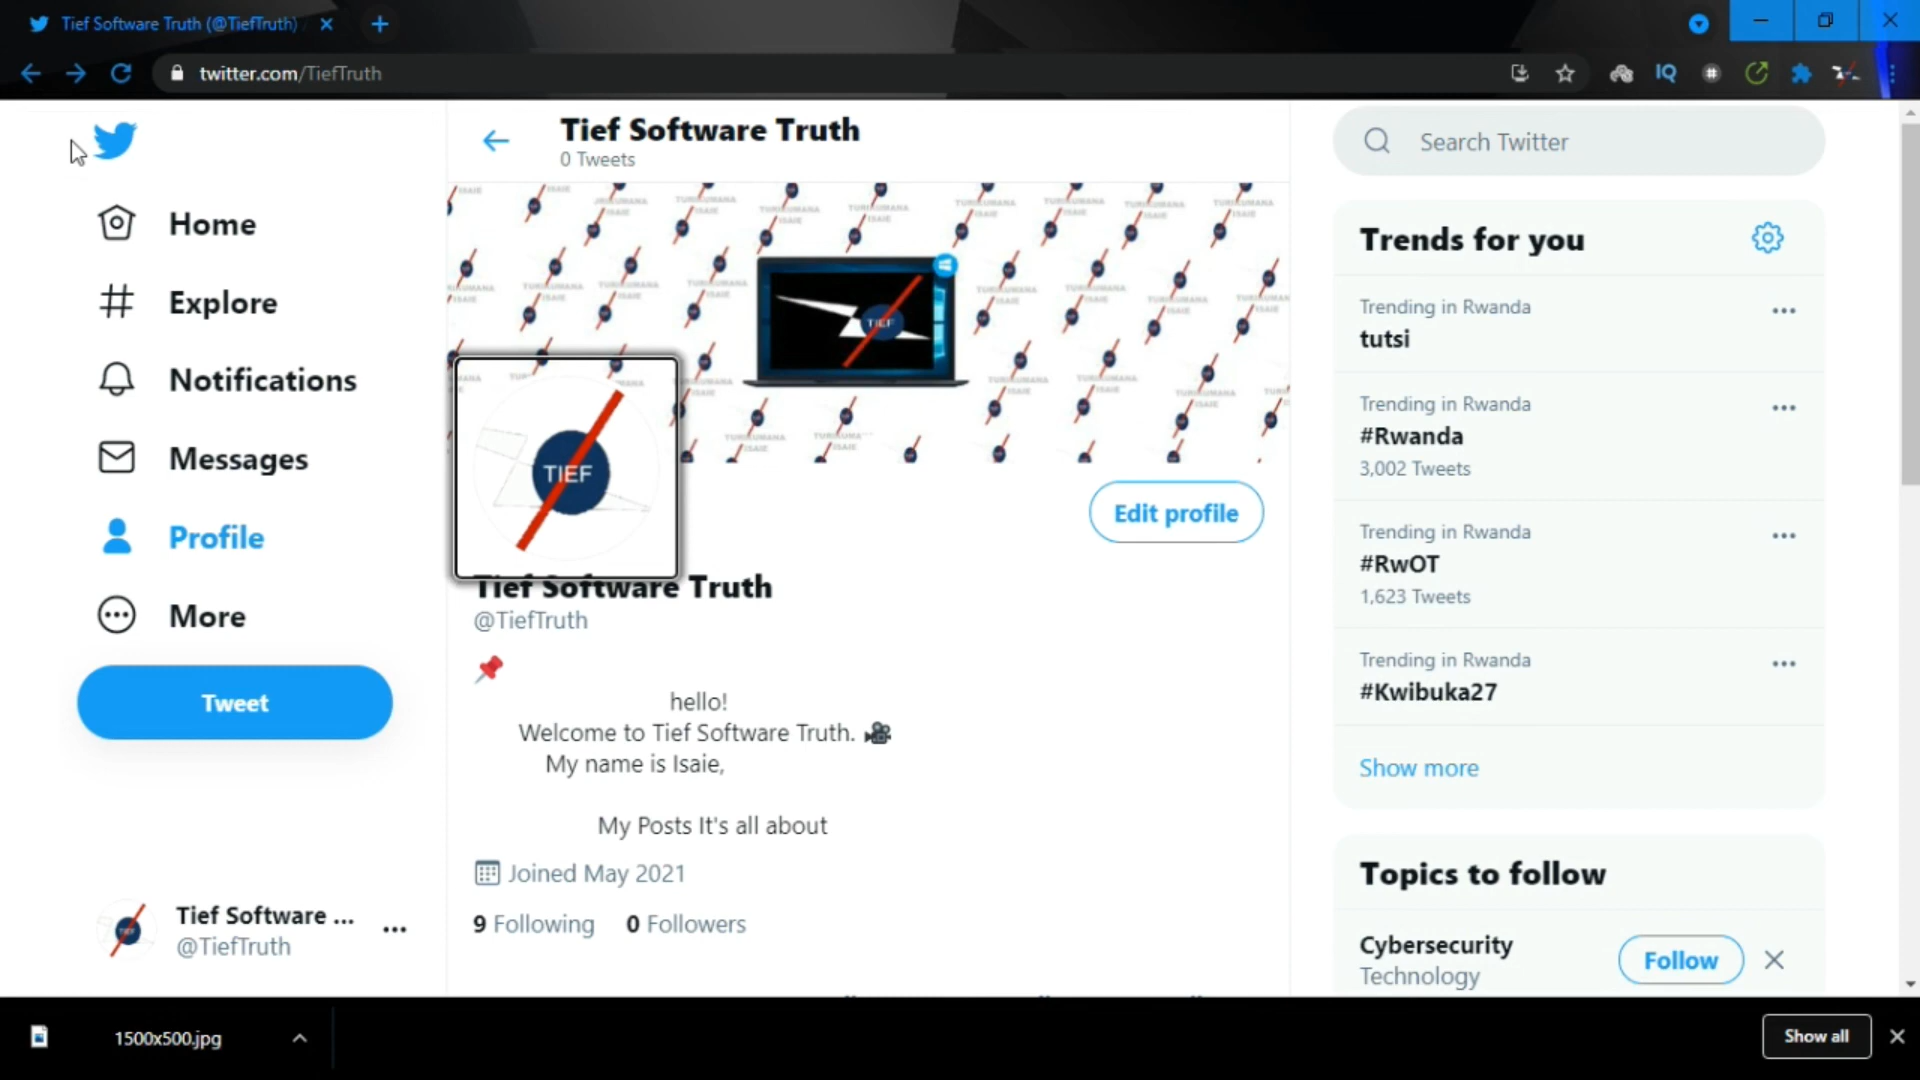 Tief Software Truth (@TiefTruth)
twitter.com/TiefTruth
IQ
Home
Explore
Notifications
Messages
Profile
More
Tweet
Tief Software ...
@TiefTruth
Tief Software Truth
0 Tweets
TURIKUMANA
ISAIE
TIEF
TIEF
Edit profile
Tief Software Truth
@TiefTruth
hello!
Welcome to Tief Software Truth.
My name is Isaie,
My Posts It's all about
Joined May 2021
9 Following 0 Followers
Search Twitter
Trends for you
Trending in Rwanda
tutsi
Trending in Rwanda
#Rwanda
3,002 Tweets
Trending in Rwanda
#RwOT
1,623 Tweets
Trending in Rwanda
#Kwibuka27
Show more
Topics to follow
Cybersecurity
Technology
Follow
1500x500.jpg
Show all